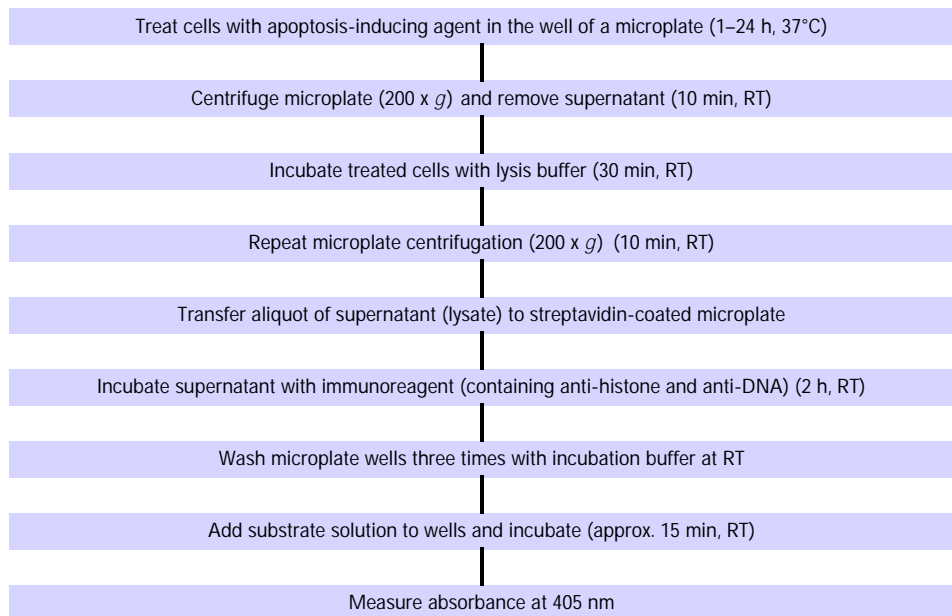 Treat cells with apoptosis-inducing agent in the well of a microplate (1–24 h, 37°C)
Centrifuge microplate (200 x g) and remove supernatant (10 min, RT)
Incubate treated cells with lysis buffer (30 min, RT)
Repeat microplate centrifugation (200 x g) (10 min, RT)
Transfer aliquot of supernatant (lysate) to streptavidin-coated microplate
Incubate supernatant with immunoreagent (containing anti-histone and anti-DNA) (2 h, RT)
Wash microplate wells three times with incubation buffer at RT
Add substrate solution to wells and incubate (approx. 15 min, RT)
Measure absorbance at 405 nm